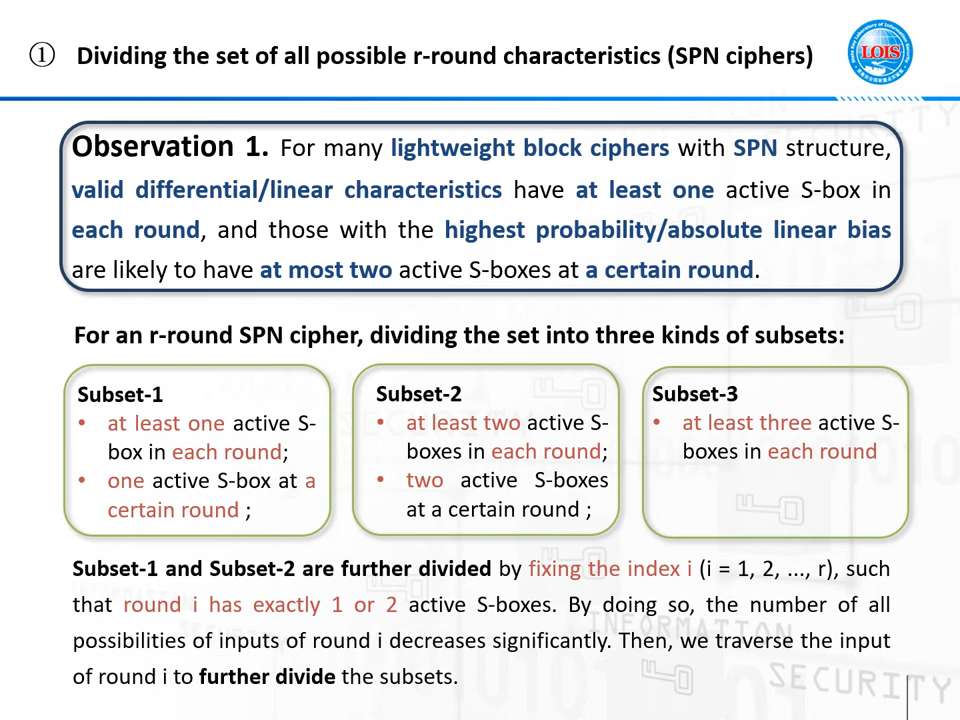 ① Dividing the set of all possible r-round characteristics (SPN ciphers)
LOIS
Observation 1. For many lightweight block ciphers with SPN structure,
valid differential/linear characteristics have at least one active S-box in
each round, and those with the highest probability/absolute linear bias
are likely to have at most two active S-boxes at a certain round.
For an r-round SPN cipher, dividing the set into three kinds of subsets:
Subset-1
• at least one active S-
box in each round;
• one active S-box at a
certain round ;
Subset-2
• at least two active S-
boxes in each round;
• two active S-boxes
at a certain round ;
Subset-3
• at least three active S-
boxes in each round
Subset-1 and Subset-2 are further divided by fixing the index i (i = 1, 2, ..., r), such
that round i has exactly 1 or 2 active S-boxes. By doing so, the number of all
possibilities of inputs of round i decreases significantly. Then, we traverse the input
of round i to further divide the subsets.
INFORMATION
SECURITY